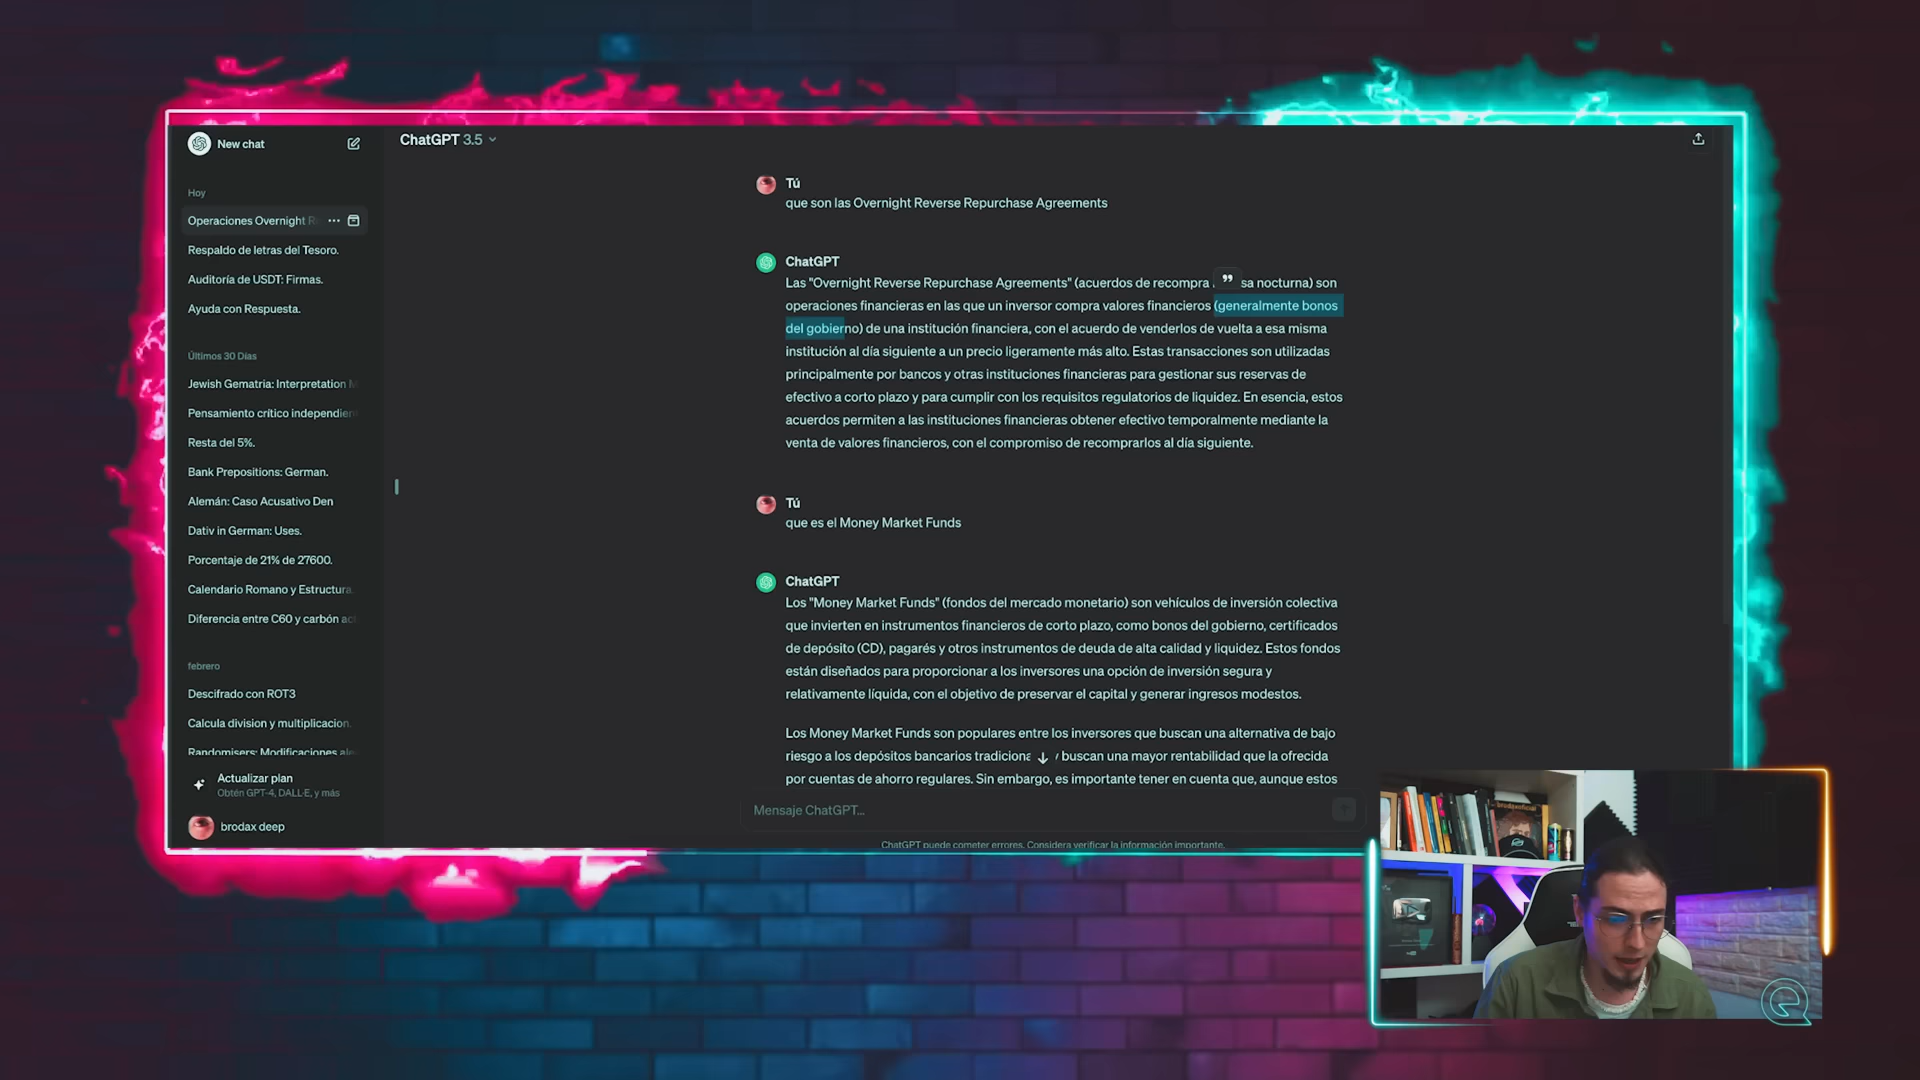 New chat
ChatGPT 3.5
Hoy
Operaciones Overnight
Respaldo de letras del Tesoro.
Auditoría de USDT: Firmas.
Ayuda con Respuesta.
Últimos 30 Días
Jewish Gematria: Interpretation
Pensamiento crítico
Resta del 5%.
Bank Prepositions: German.
Alemán: Caso Acusativo Den
Dativ in German: Uses.
Porcentaje de 21% de 27600.
Calendario Romano y Estructura
Diferencia entre C60 y carbón
febrero
Descifrado con ROT3
Calcula division y multiplicacion
Randomisers: Modificaciones
Actualizar plan
Obtén GPT-4, DALL·E, y más
brodax deep
Tú
que son las Overnight Reverse Repurchase Agreements
ChatGPT
Las "Overnight Reverse Repurchase Agreements" (acuerdos de recompra nocturna) son
operaciones financieras en las que un inversor compra valores financieros (generalmente bonos
del gobierno) de una institución financiera, con el acuerdo de venderlos de vuelta a esa misma
institución al día siguiente a un precio ligeramente más alto. Estas transacciones son utilizadas
principalmente por bancos y otras instituciones financieras para gestionar sus reservas de
efectivo a corto plazo y para cumplir con los requisitos regulatorios de liquidez. En esencia, estos
acuerdos permiten a las instituciones financieras obtener efectivo temporalmente mediante la
venta de valores financieros, con el compromiso de recomprarlos al día siguiente.
Tú
que es el Money Market Funds
ChatGPT
Los "Money Market Funds" (fondos del mercado monetario) son vehículos de inversión colectiva
que invierten en instrumentos financieros de corto plazo, como bonos del gobierno, certificados
de depósito (CD), pagarés y otros instrumentos de deuda de alta calidad y liquidez. Estos fondos
están diseñados para proporcionar a los inversores una opción de inversión segura y
relativamente líquida, con el objetivo de preservar el capital y generar ingresos modestos.
Los Money Market Funds son populares entre los inversores que buscan una alternativa de bajo
riesgo a los depósitos bancarios buscan una mayor rentabilidad que la ofrecida
por cuentas de ahorro regulares. Sin embargo, es importante tener en cuenta que, aunque estos
Mensaje ChatGPT...
ChatGPT puede cometer errores. Considera verificar la información importante.